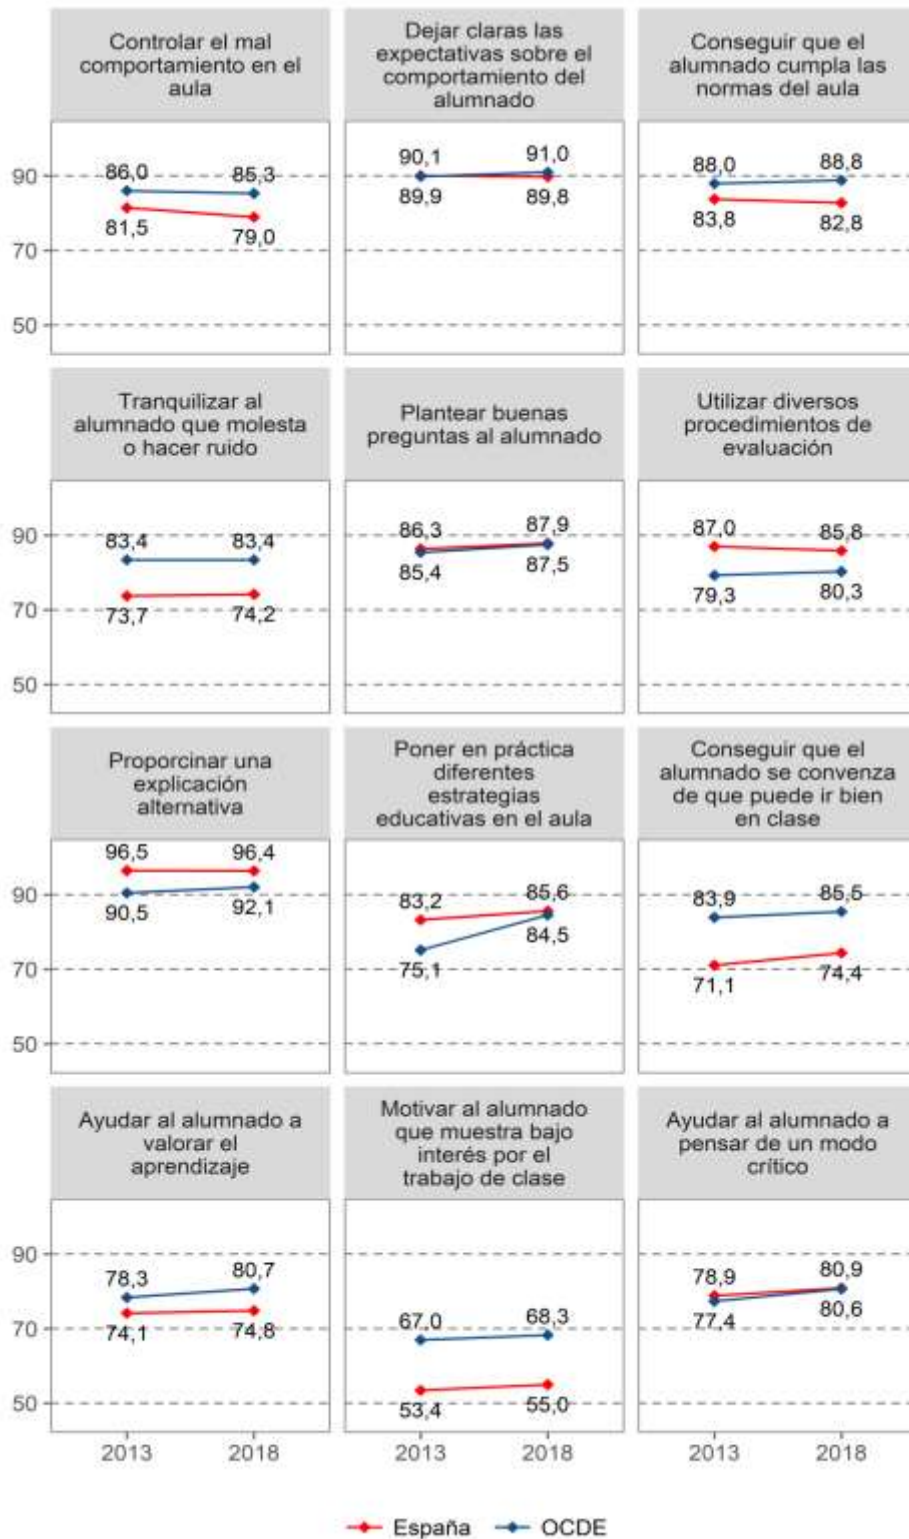 Controlar el mal
comportamiento en el
aula
Dejar claras las
expectativas sobre el
comportamiento del
alumnado
Conseguir que el
alumnado cumpla las
normas del aula
90
70
50
86,0
85,3
81,5
79,0
90,1
91,0
89,9
89,8
88,0
88,8
83,8
82,8
Tranquilizar al
alumnado que molesta
o hacer ruido
Plantear buenas
preguntas al alumnado
Utilizar diversos
procedimientos de
evaluación
90
70
50
83,4
83,4
73,7
74,2
86,3
87,9
85,4
87,5
87,0
85,8
79,3
80,3
Proporcinar una
explicación
alternativa
Poner en práctica
diferentes
estrategias
educativas en el aula
Conseguir que el
alumnado se convenza
de que puede ir bien
en clase
90
70
50
96,5
96,4
90,5
92,1
83,2
85,6
75,1
84,5
83,9
85,5
71,1
74,4
Ayudar al alumnado a
valorar el
aprendizaje
Motivar al alumnado
que muestra bajo
interés por el
trabajo de clase
Ayudar al alumnado a
pensar de un modo
crítico
90
70
50
78,3
80,7
74,1
74,8
67,0
68,3
53,4
55,0
78,9
80,9
77,4
80,6
2013
2018
2013
2018
2013
2018
España
OCDE